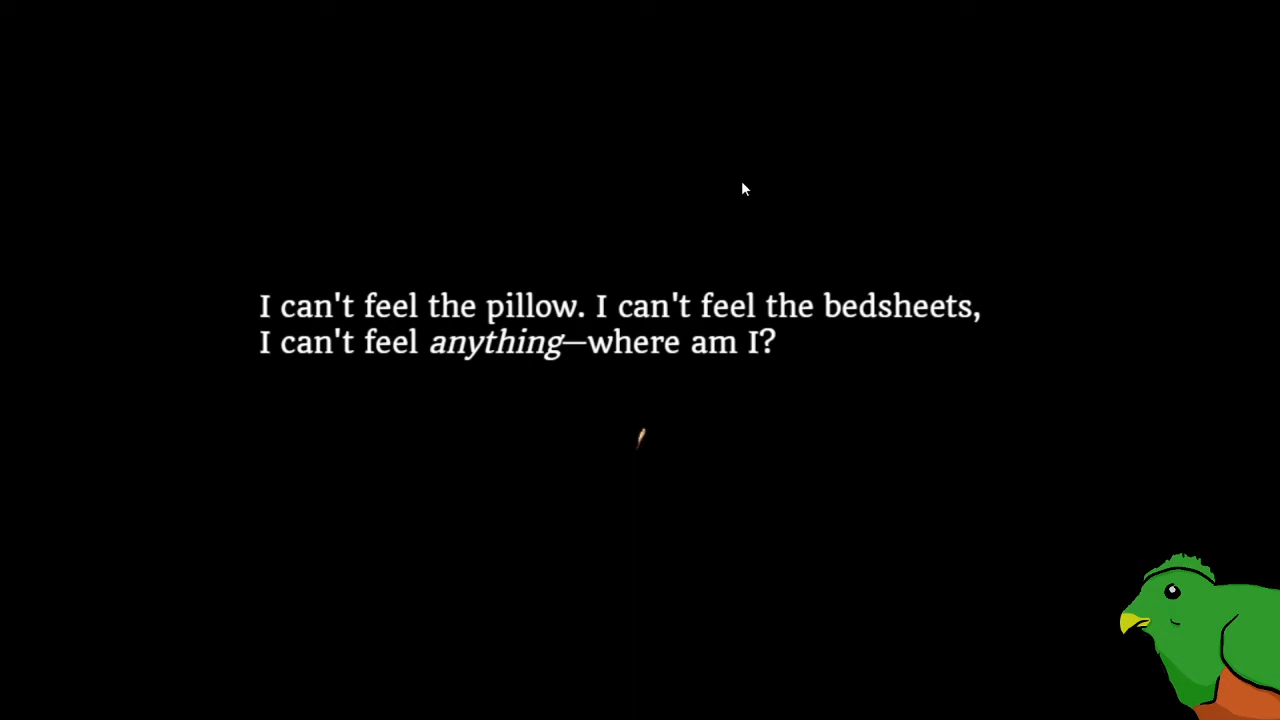 I can't feel the pillow. I can't feel the bedsheets,
I can't feel anything—where am I?